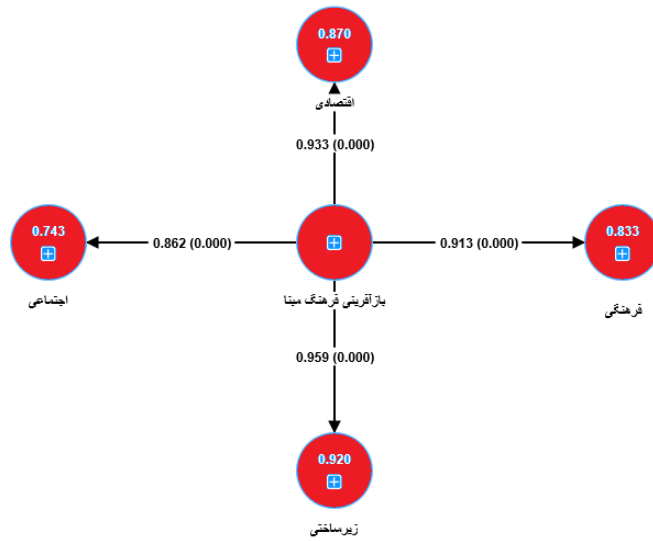 0.870
اقتصادی
0.933 (0.000)
0.743
0.862 (0.000)
0.913 (0.000)
0.833
اجتماعی
بازآفرینی فرهنگ مبنا
فرهنگی
0.959 (0.000)
0.920
زیرساختی